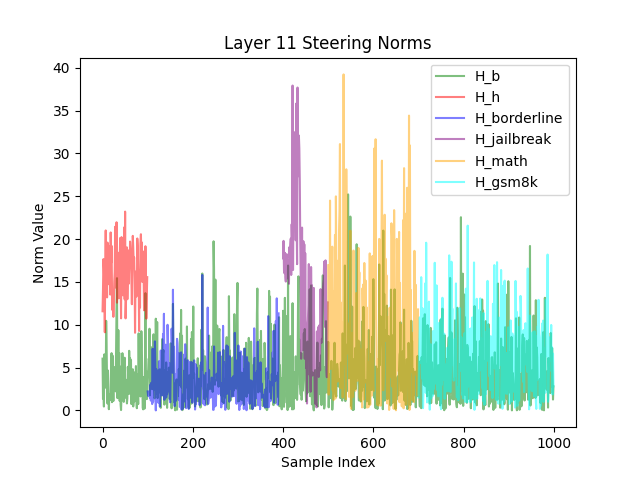 Layer 11 Steering Norms
H_b
H_h
H_borderline
H_jailbreak
H_math
H_gsm8k
Norm Value
40
35
30
25
20
15
10
5
0
0 200 400 600 800 1000
Sample Index